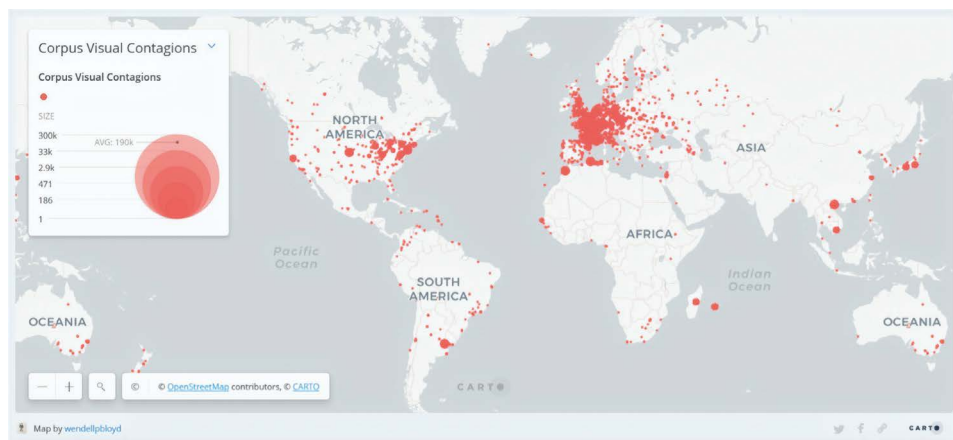 Corpus Visual Contagions
Corpus Visual Contagions
SIZE
300k
AVG: 190k
33k
2.9k
471
186
1
NORTH
AMERICA
ASIA
AFRICA
Pacific
Ocean
SOUTH
AMERICA
Indian
Ocean
OCEANIA
OCEANIA
CARTO
© © OpenStreetMap contributors, © CARTO
Map by wendellpbloyd
CARTO